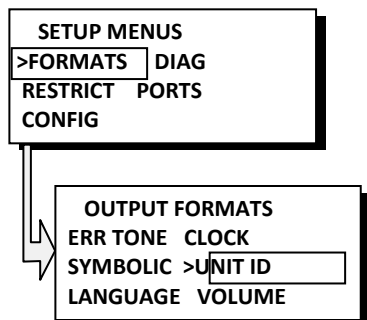 SETUP MENUS
>FORMATS DIAG
RESTRICT PORTS
CONFIG
OUTPUT FORMATS
ERR TONE CLOCK
SYMBOLIC >UNIT ID
LANGUAGE VOLUME